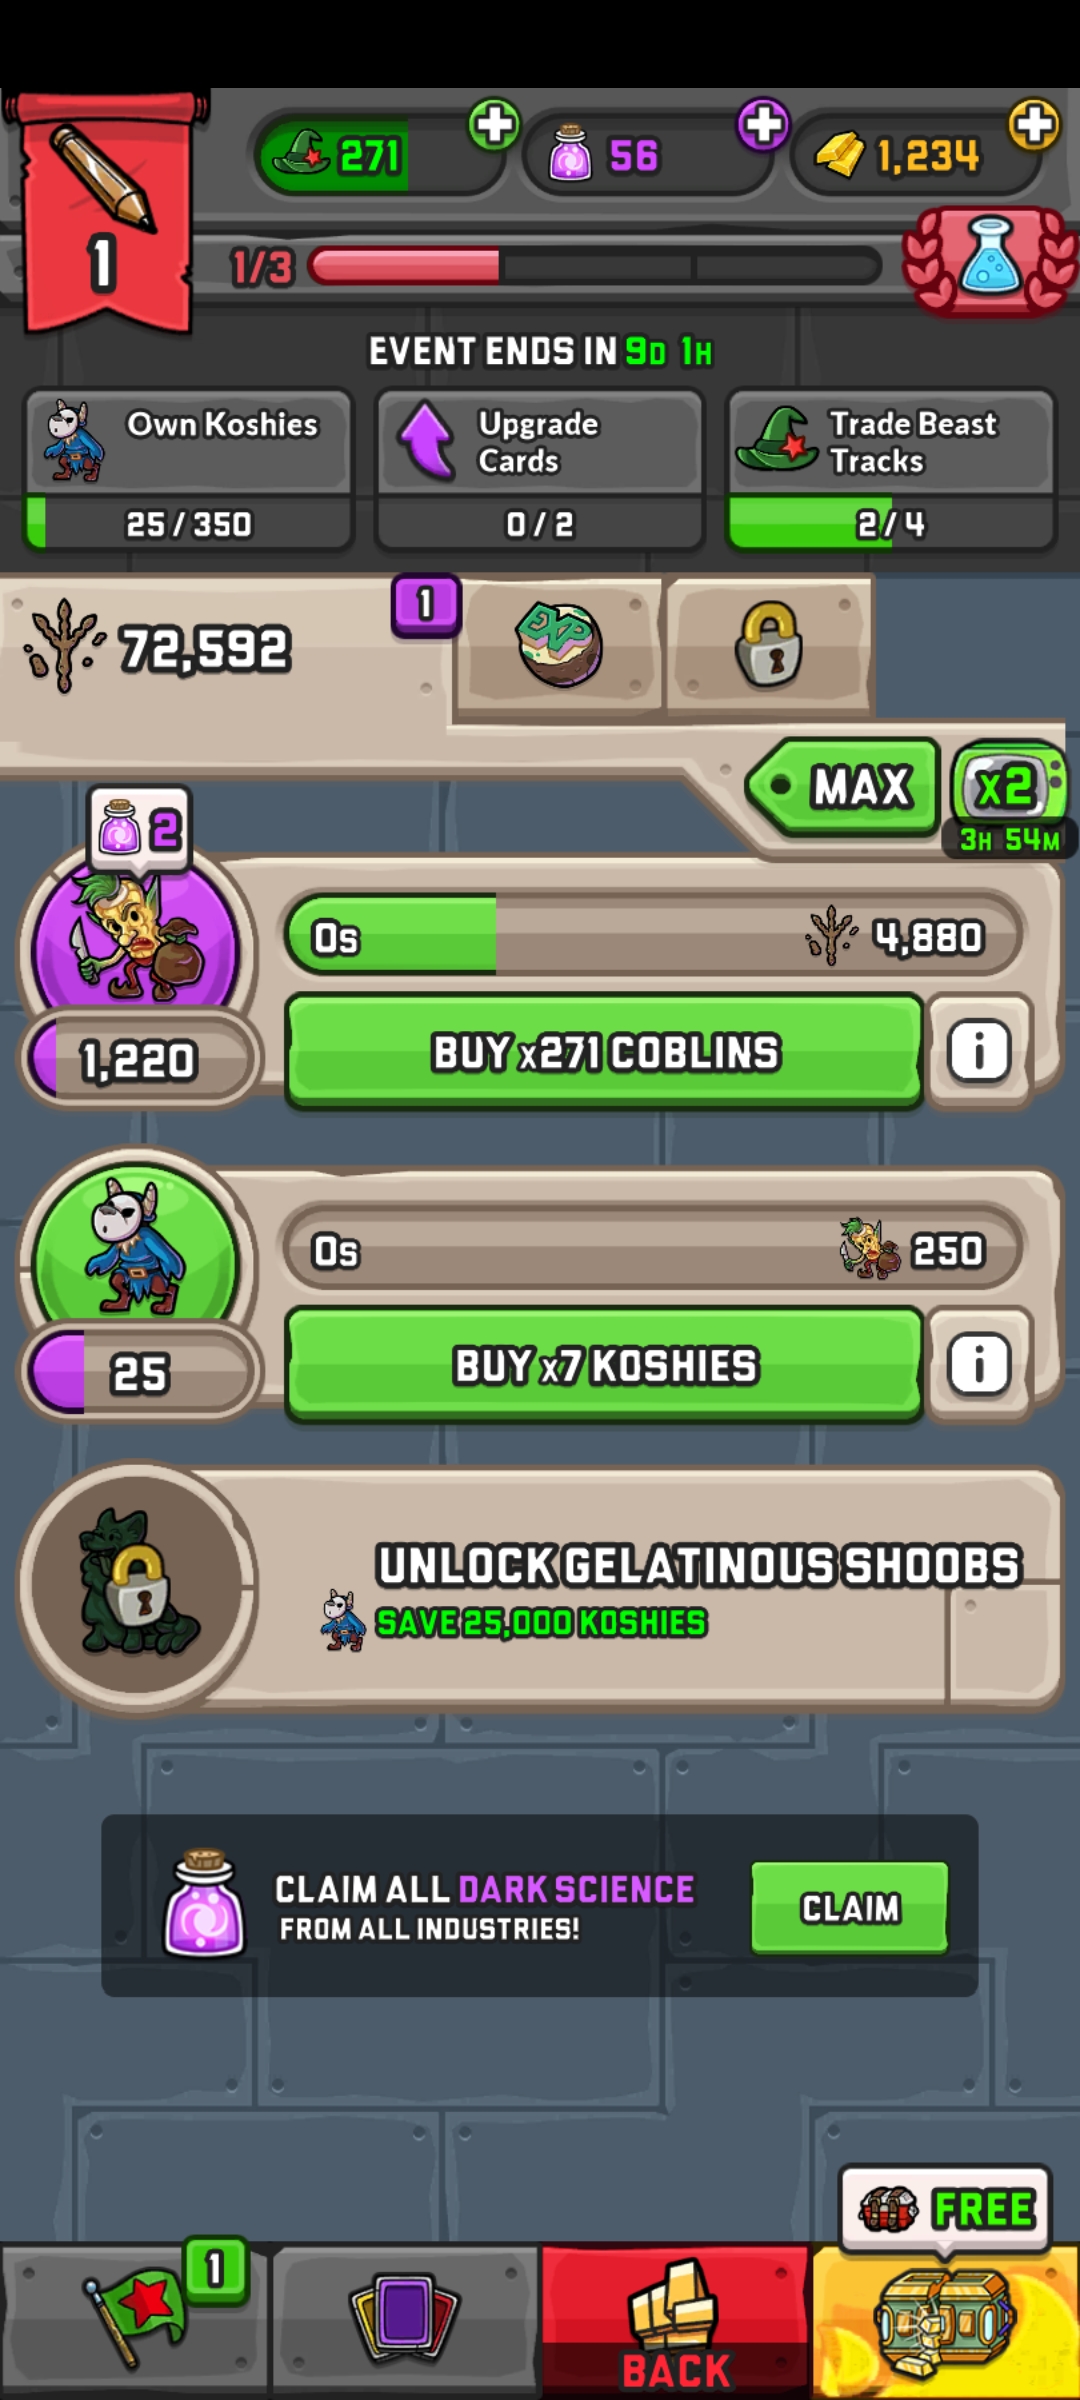 271
56
1,234
1
1/3
EVENT ENDS IN 9D 1H
Own Koshies
25/350
Upgrade
Cards
0/2
Trade Beast
Tracks
2/4
72,592
1
EXP
MAX
x2
3H 54M
2
0s
4,880
1,220
BUY x271 COBLINS
i
0s
250
25
BUY x7 KOSHIES
i
UNLOCK GELATINOUS SHOOBS
SAVE 25,000 KOSHIES
CLAIM ALL DARK SCIENCE
FROM ALL INDUSTRIES!
CLAIM
FREE
1
BACK